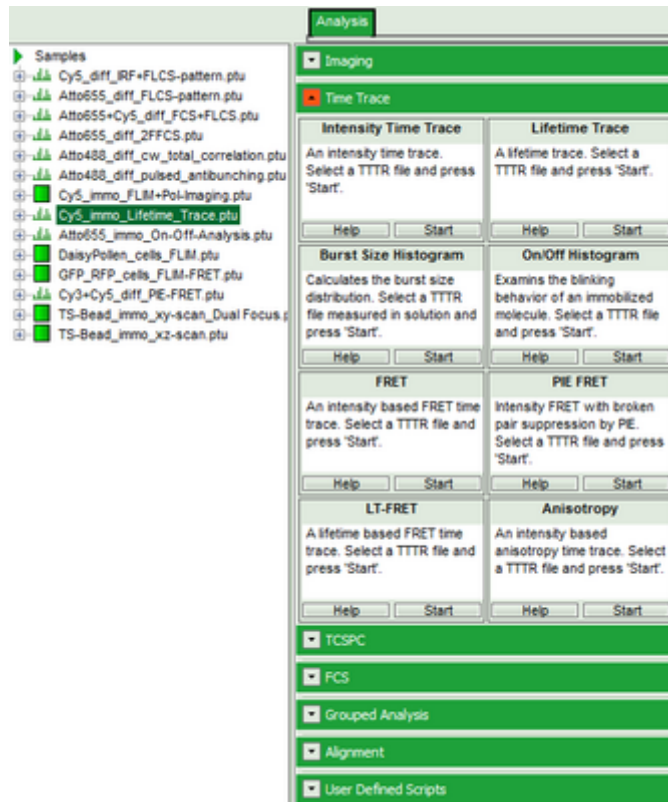 Analysis
Samples
Cy5_diff_IRF+FLCS-pattern.ptu
Atto655_diff_FLCS-pattern.ptu
Atto655+Cy5_diff_FCS+FLCS.ptu
Atto655_diff_2FFCS.ptu
Atto488_diff_cw_total_correlation.ptu
Atto488_diff_pulsed_antibunching.ptu
Cy5_immo_FLIM+Pol-Imaging.ptu
Cy5_immo_Lifetime_Trace.ptu
Atto655_immo_On-Off-Analysis.ptu
DaisyPollen_cells_FLIM.ptu
GFP_RFP_cells_FLIM-FRET.ptu
Cy3+Cy5_diff_PIE-FRET.ptu
TS-Bead_immo_xy-scan_Dual Focus.p
TS-Bead_immo_xz-scan.ptu
Imaging
Time Trace
Intensity Time Trace
An intensity time trace.
Select a TTTR file and press
'Start'.
Help Start
Lifetime Trace
A lifetime trace. Select a
TTTR file and press 'Start'.
Help Start
Burst Size Histogram
Calculates the burst size
distribution. Select a TTTR
file measured in solution and
press 'Start'.
Help Start
On/Off Histogram
Examins the blinking
behavior of an immobilized
molecule. Select a TTTR file
and press 'Start'.
Help Start
FRET
An intensity based FRET time
trace. Select a TTTR file and
press 'Start'.
Help Start
PIE FRET
Intensity FRET with broken
pair suppression by PIE.
Select a TTTR file and press
'Start'.
Help Start
LT-FRET
A lifetime based FRET time
trace. Select a TTTR file and
press 'Start'.
Help Start
Anisotropy
An intensity based
anisotropy time trace. Select
a TTTR file and press 'Start'.
Help Start
TCSPC
FCS
Grouped Analysis
Alignment
User Defined Scripts